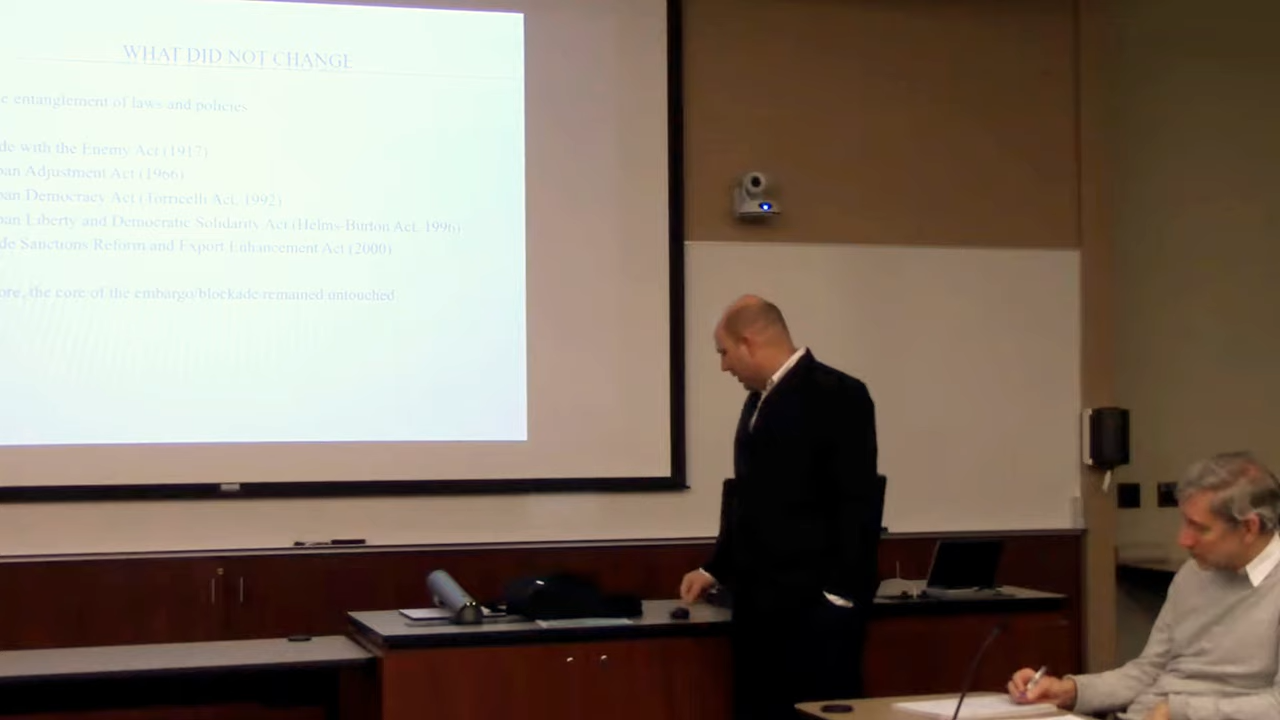 WHAT DID NOT CHANGE
e entanglement of laws and policies
de with the Enemy Act (1917)
ban Adjustment Act (1966)
ban Democracy Act (Torricelli Act, 1992)
ban Liberty and Democratic Solidarity Act (Helms-Burton Act, 1996)
de Sanctions Reform and Export Enhancement Act (2000)
ore, the core of the embargo/blockade remained untouched